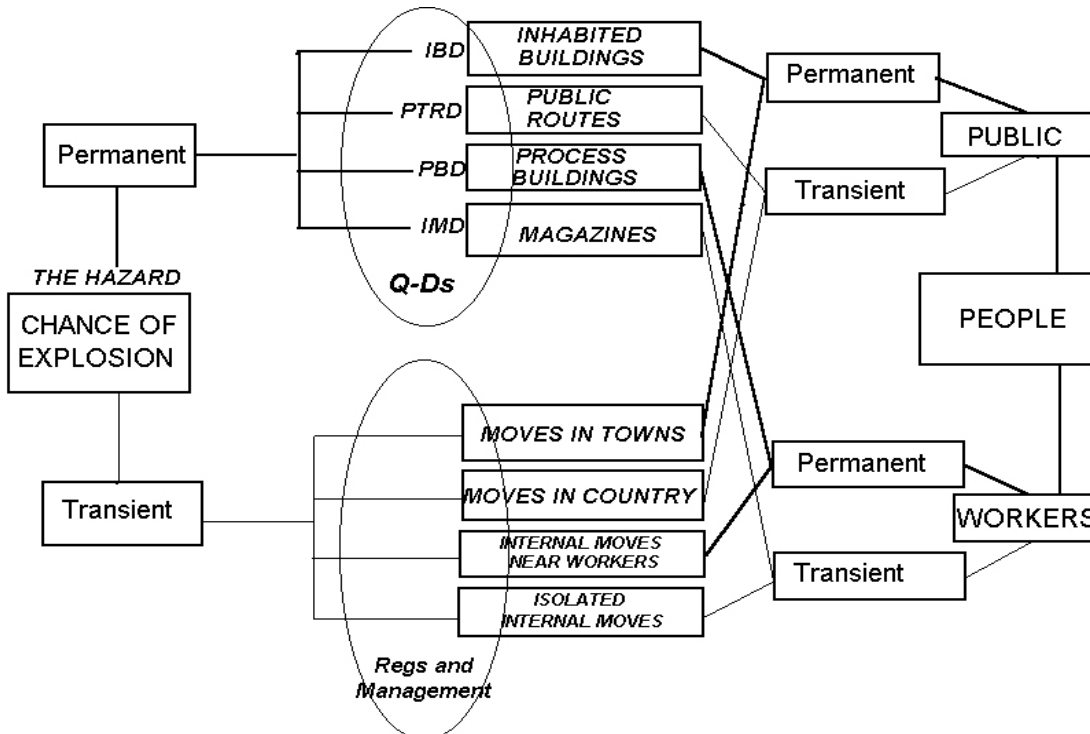 IBD
INHABITED
BUILDINGS
PTRD
PUBLIC
ROUTES
PBD
PROCESS
BUILDINGS
IMD
MAGAZINES
Q-Ds
Permanent
THE HAZARD
CHANCE OF
EXPLOSION
Transient
MOVES IN TOWNS
MOVES IN COUNTRY
INTERNAL MOVES
NEAR WORKERS
ISOLATED
INTERNAL MOVES
Regs and
Management
Permanent
Transient
PUBLIC
PEOPLE
Permanent
Transient
WORKERS